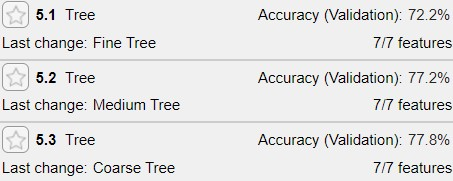 5.1 Tree Accuracy (Validation): 72.2%
Last change: Fine Tree 7/7 features
5.2 Tree Accuracy (Validation): 77.2%
Last change: Medium Tree 7/7 features
5.3 Tree Accuracy (Validation): 77.8%
Last change: Coarse Tree 7/7 features